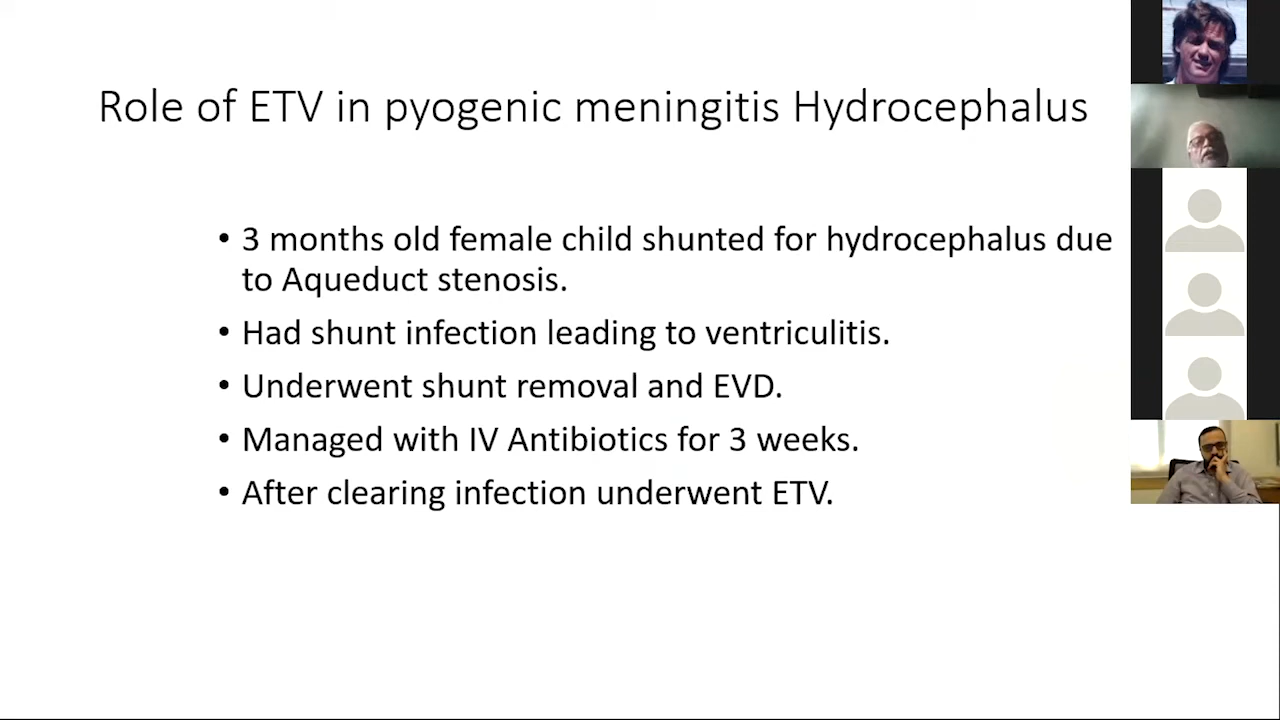 Role of ETV in pyogenic meningitis Hydrocephalus
• 3 months old female child shunted for hydrocephalus due
to Aqueduct stenosis.
• Had shunt infection leading to ventriculitis.
• Underwent shunt removal and EVD.
• Managed with IV Antibiotics for 3 weeks.
• After clearing infection underwent ETV.